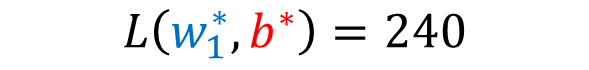 L(w₁*, b*) = 240